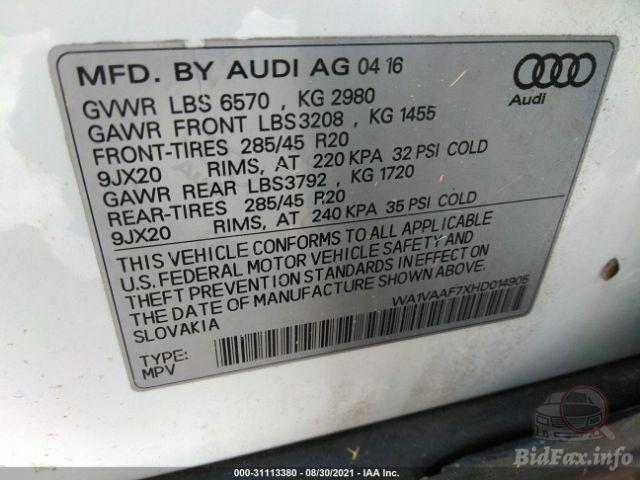 MFD. BY AUDI AG 04 16
Audi
GVWR LBS 6570 , KG 2980
GAWR FRONT LBS3208 , KG 1455
FRONT-TIRES 285/45 R20
9JX20 RIMS, AT 220 KPA 32 PSI COLD
GAWR REAR LBS3792 , KG 1720
REAR-TIRES 285/45 R20
9JX20 RIMS, AT 240 KPA 35 PSI COLD
THIS VEHICLE CONFORMS TO ALL APPLICABLE
U.S. FEDERAL MOTOR VEHICLE SAFETY AND
THEFT PREVENTION STANDARDS IN EFFECT ON
THE DATE OF MANUFACTURE SHOWN ABOVE.
SLOVAKIA
WA1VAAF7XHD014905
TYPE:
MPV
BidFax.info
000-31113380 - 08/30/2021 - IAA Inc.